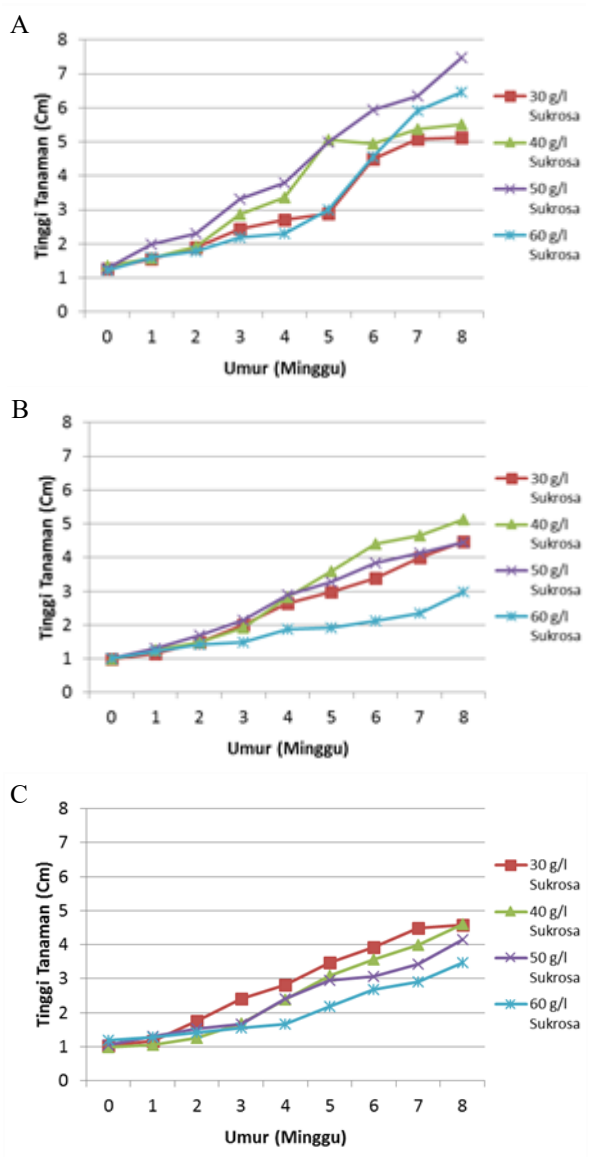 A
8
7
6
5
4
3
2
1
0
Tinggi Tanaman (Cm)
0 1 2 3 4 5 6 7 8
Umur (Minggu)
30 g/l
Sukrosa
40 g/l
Sukrosa
50 g/l
Sukrosa
60 g/l
Sukrosa
B
8
7
6
5
4
3
2
1
0
Tinggi Tanaman (Cm)
0 1 2 3 4 5 6 7 8
Umur (Minggu)
30 g/l
Sukrosa
40 g/l
Sukrosa
50 g/l
Sukrosa
60 g/l
Sukrosa
C
8
7
6
5
4
3
2
1
0
Tinggi Tanaman (Cm)
0 1 2 3 4 5 6 7 8
Umur (Minggu)
30 g/l
Sukrosa
40 g/l
Sukrosa
50 g/l
Sukrosa
60 g/l
Sukrosa